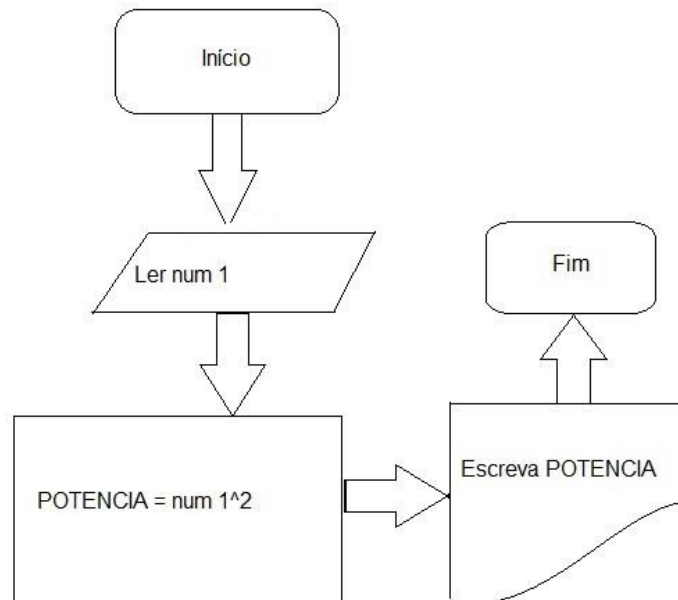 Início
Ler num 1
POTENCIA = num 1^2
Escreva POTENCIA
Fim